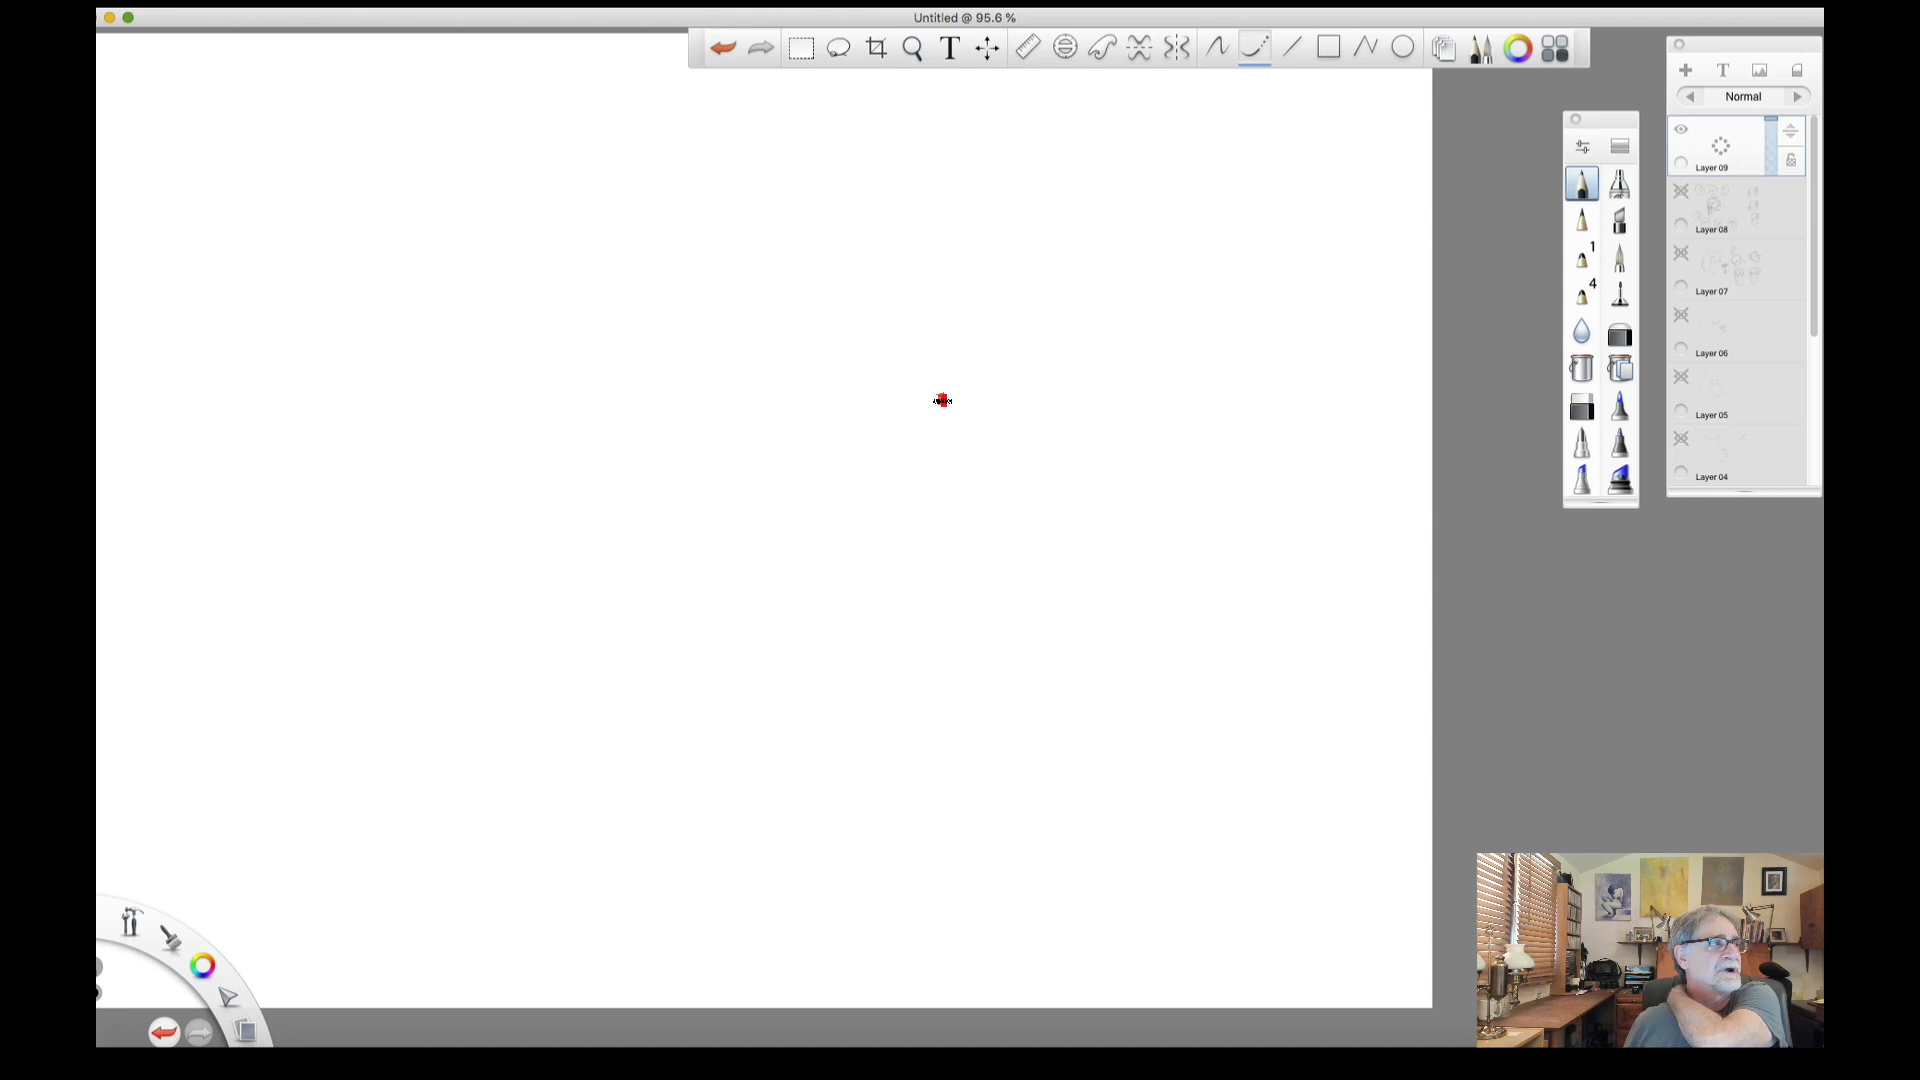 Untitled @ 95.6 %
T
T
Normal
Layer 09
Layer 08
1
Layer 07
4
Layer 06
Layer 05
Layer 04